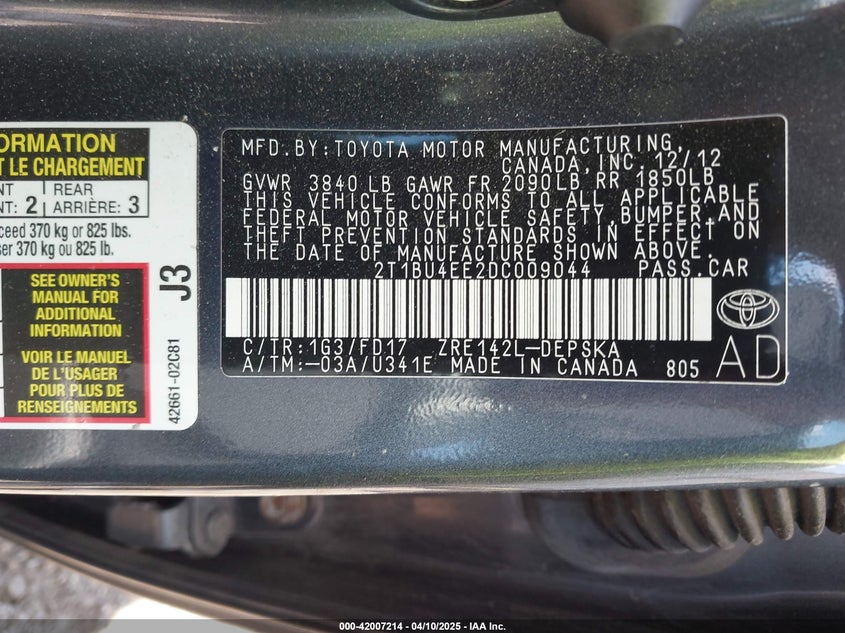 ORMATION
T LE CHARGEMENT
NT REAR
NT: 2 ARRIÈRE: 3
ceed 370 kg or 825 lbs.
ser 370 kg ou 825 lb.
SEE OWNER'S
MANUAL FOR
ADDITIONAL
INFORMATION
VOIR LE MANUEL
DE L'USAGER
POUR PLUS DE
RENSEIGNEMENTS
J3
42661-02C81
MFD.BY:TOYOTA MOTOR MANUFACTURING,
CANADA,INC.12/12
GVWR 3840LB GAWR FR 2090LB RR 1850LB
THIS VEHICLE CONFORMS TO ALL APPLICABLE
FEDERAL MOTOR VEHICLE SAFETY,BUMPER,AND
THEFT PREVENTION STANDARDS IN EFFECT ON
THE DATE OF MANUFACTURE SHOWN ABOVE.
2T1BU4EE2DC009044 PASS.CAR
C/TR:1G3/FD17 ZRE142L-DEPSKA
A/TM:-03A/U341E MADE IN CANADA 805
AD
000-42007214 - 04/10/2025 - IAA Inc.